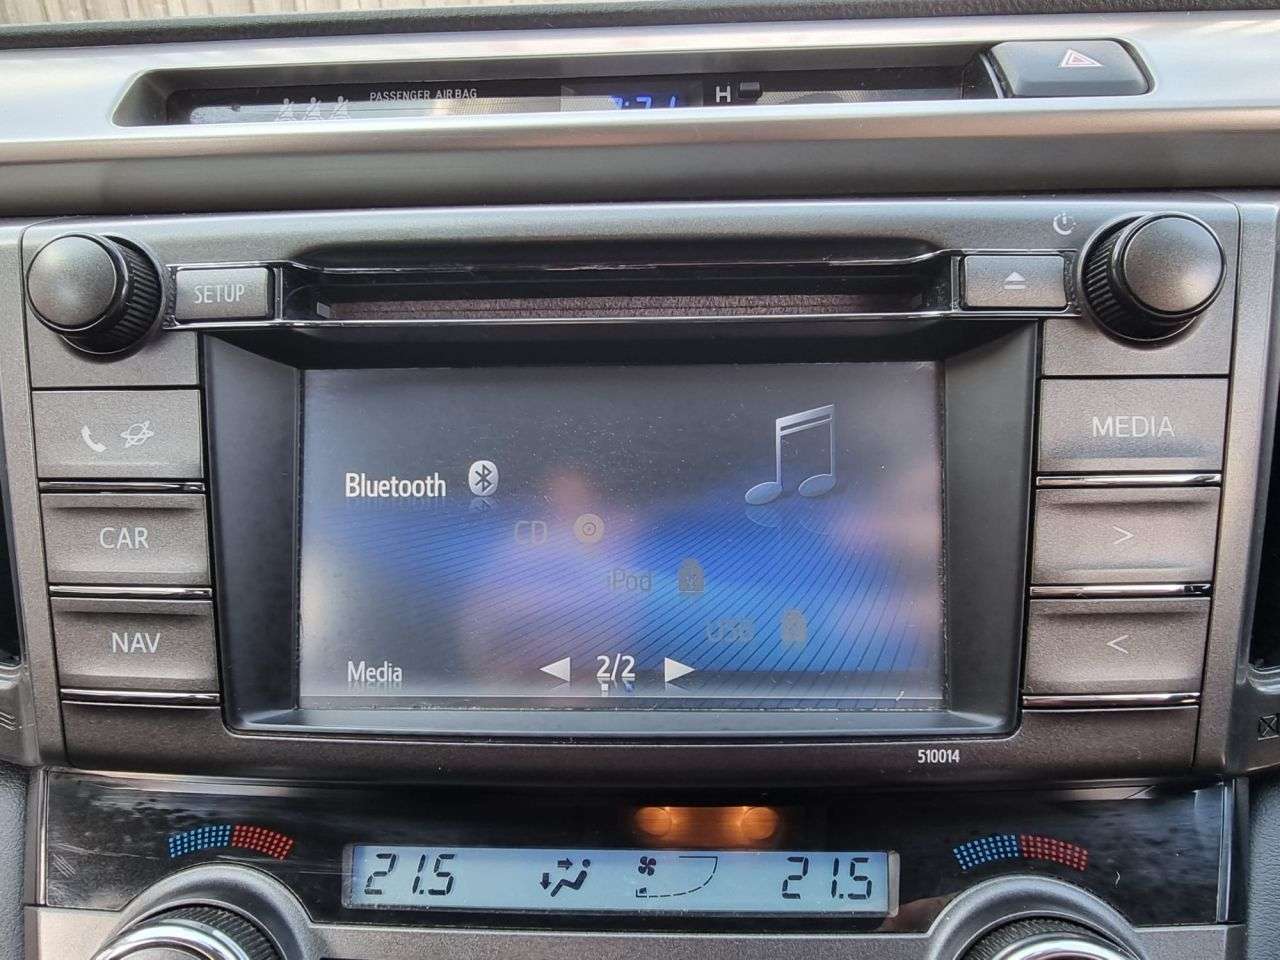 PASSENGER AIR BAG
H
SETUP
MEDIA
CAR
>
NAV
<
Bluetooth
CD
iPod
USB
Media
2/2
510014
21.5
21.5